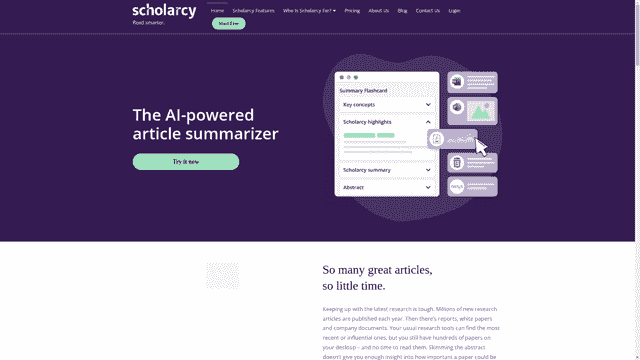 scholarcy
Read smarter.
Home
Scholarcy Features
Who Is Scholarcy For?
Pricing
About Us
Blog
Contact Us
Login
Start Free
The AI-powered
article summarizer
Try it now
Summary Flashcard
Key concepts
Scholarcy highlights
Scholarcy summary
Abstract
So many great articles,
so little time.
Keeping up with the latest research is tough. Millions of new research
articles are published each year. Then there's reports, white papers
and company documents. Your usual research tools can find the most
recent or influential ones, but you still have hundreds of papers on
your desktop – and no time to read them. Skimming the abstract
doesn't give you enough insight into how important a paper could be